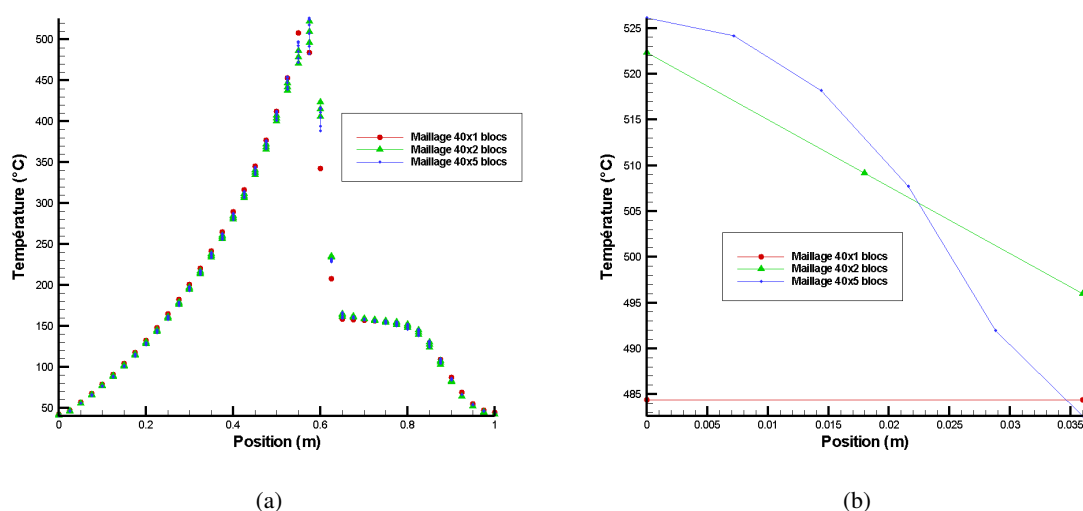 Température (°C)
500
450
400
350
300
250
200
150
100
50
Maillage 40x1 blocs
Maillage 40x2 blocs
Maillage 40x5 blocs
0
0.2
0.4
0.6
0.8
1
Position (m)
(a)
Température (°C)
525
520
515
510
505
500
495
490
485
Maillage 40x1 blocs
Maillage 40x2 blocs
Maillage 40x5 blocs
0
0.005
0.01
0.015
0.02
0.025
0.03
0.035
Position (m)
(b)